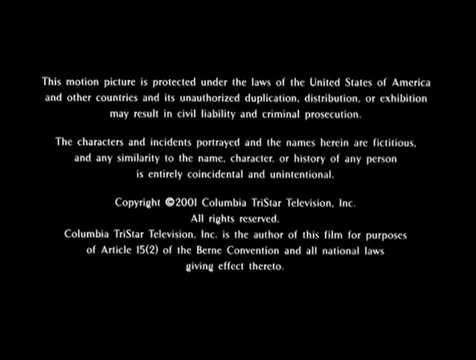 This motion picture is protected under the laws of the United States of America
and other countries and its unauthorized duplication, distribution, or exhibition
may result in civil liability and criminal prosecution.
The characters and incidents portrayed and the names herein are fictitious,
and any similarity to the name, character, or history of any person
is entirely coincidental and unintentional.
Copyright ©2001 Columbia TriStar Television, Inc.
All rights reserved.
Columbia TriStar Television, Inc. is the author of this film for purposes
of Article 15(2) of the Berne Convention and all national laws
giving effect thereto.